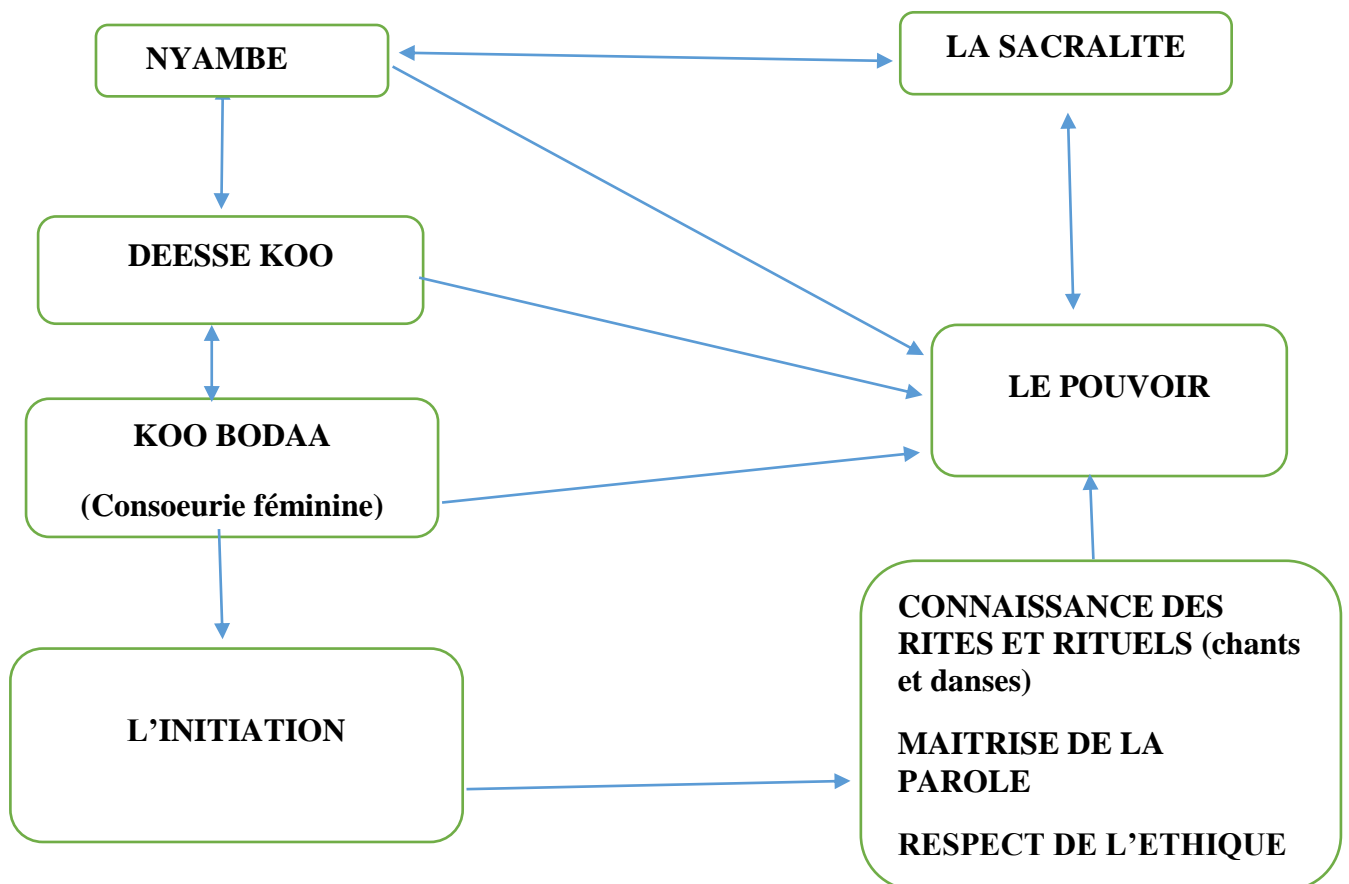 NYAMBE
LA SACRALITE
DEESSE KOO
LE POUVOIR
KOO BODAA
(Consoeurie féminine)
L’INITIATION
CONNAISSANCE DES
RITES ET RITUELS (chants
et danses)
MAITRISE DE LA
PAROLE
RESPECT DE L’ETHIQUE